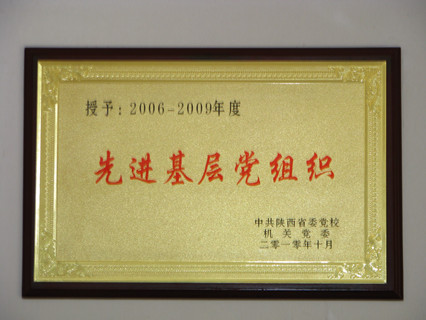 授予：2006-2009年度
先进基层党组织
中共陕西省委党校
机关党委
二零一零年十月